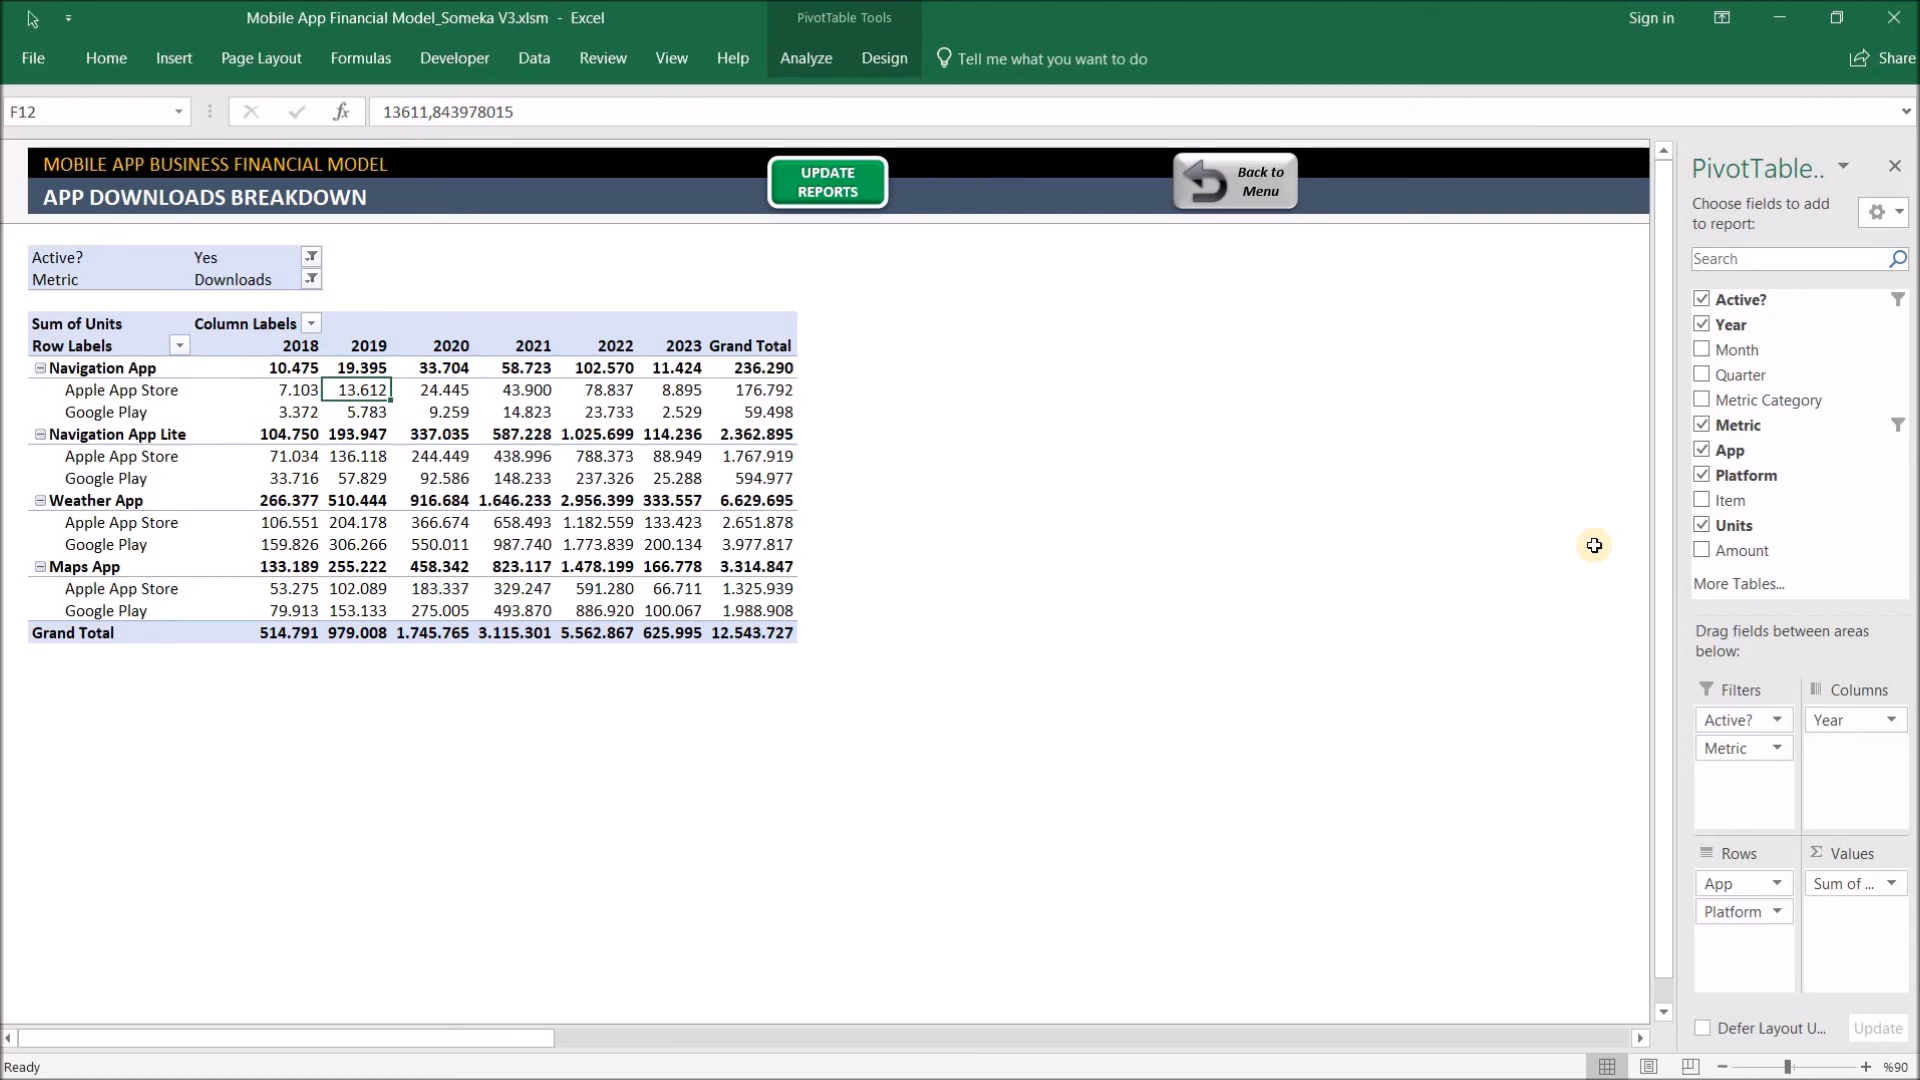 Mobile App Financial Model_Someka V3.xlsm - Excel
PivotTable Tools
Sign in
File Home Insert Page Layout Formulas Data Developer Review View Help Analyze Design Tell me what you want to do Share
F12 fx 13611,843978015
MOBILE APP BUSINESS FINANCIAL MODEL
APP DOWNLOADS BREAKDOWN
UPDATE
REPORTS
Back to
Menu
Active? Yes
Metric Downloads
Sum of Units Column Labels
Row Labels 2018 2019 2020 2021 2022 2023 Grand Total
Navigation App 10.475 19.395 33.704 58.723 102.570 11.424 236.290
Apple App Store 7.103 13.612 24.445 43.900 78.837 8.895 176.792
Google Play 3.372 5.783 9.259 14.823 23.733 2.529 59.498
Navigation App Lite 104.750 193.947 337.035 587.228 1.025.699 114.236 2.362.895
Apple App Store 71.034 136.118 244.449 438.996 788.373 88.949 1.767.919
Google Play 33.716 57.829 92.586 148.233 237.326 25.288 594.977
Weather App 266.377 510.444 916.684 1.646.233 2.956.399 333.557 6.629.695
Apple App Store 106.551 204.178 366.674 658.493 1.182.559 133.423 2.651.878
Google Play 159.826 306.266 550.011 987.740 1.773.839 200.134 3.977.817
Maps App 133.189 255.222 458.342 823.117 1.478.199 166.778 3.314.847
Apple App Store 53.275 102.089 183.337 329.247 591.280 66.711 1.325.939
Google Play 79.913 153.133 275.005 493.870 886.920 100.067 1.988.908
Grand Total 514.791 979.008 1.745.765 3.115.301 5.562.867 625.995 12.543.727
PivotTable..
Choose fields to add
to report:
Search
Active?
Year
Month
Quarter
Metric Category
Metric
App
Platform
Item
Units
Amount
More Tables...
Drag fields between areas
below:
Filters Columns
Active? Year
Metric
Rows Σ Values
App Sum of ...
Platform
Defer Layout U... Update
Ready %90